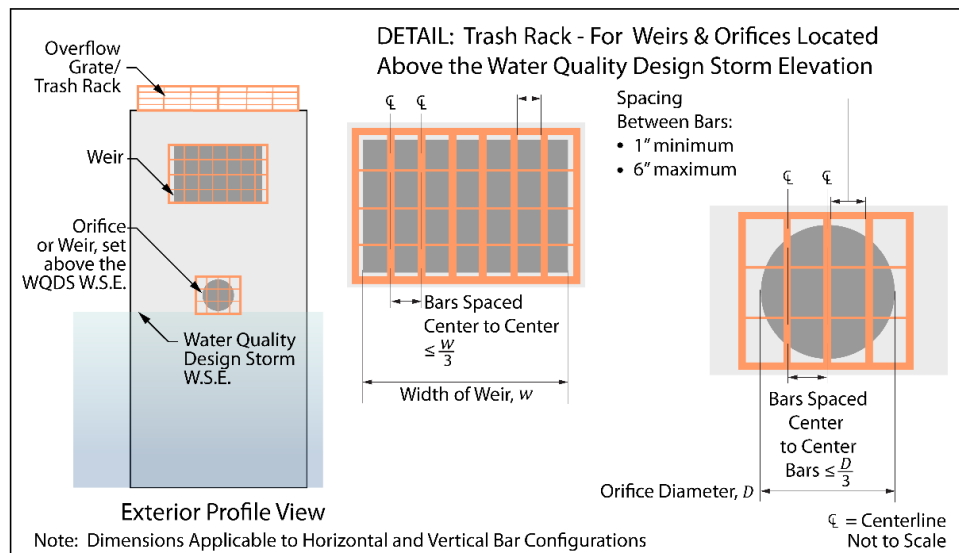 DETAIL: Trash Rack - For Weirs & Orifices Located
Above the Water Quality Design Storm Elevation
Overflow
Grate/
Trash Rack
Weir
Orifice
or Weir, set
above the
WQDS W.S.E.
Water Quality
Design Storm
W.S.E.
Exterior Profile View
℄ ℄
Bars Spaced
Center to Center
≤ w/3
Width of Weir, w
Spacing
Between Bars:
• 1" minimum
• 6" maximum
℄ ℄
Bars Spaced
Center
to Center
Bars ≤ D/3
Orifice Diameter, D
℄ = Centerline
Not to Scale
Note: Dimensions Applicable to Horizontal and Vertical Bar Configurations